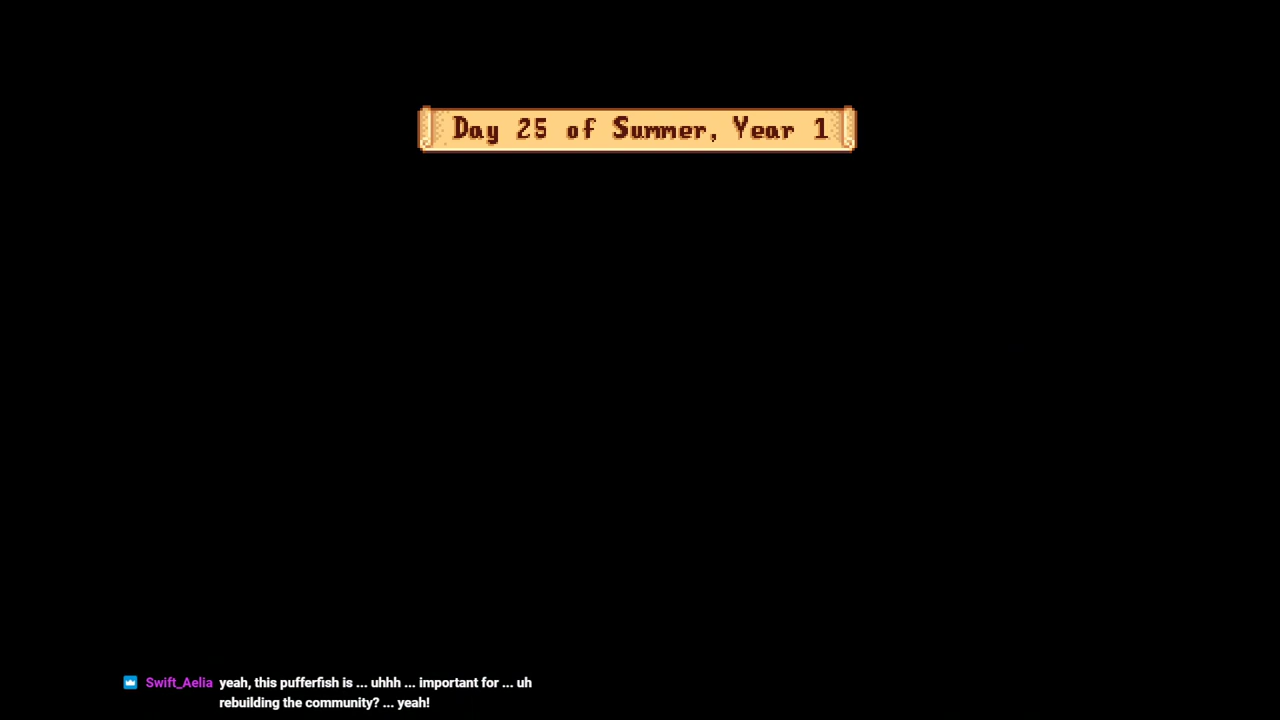 Day 25 of Summer, Year 1
Swift_Aelia yeah, this pufferfish is ... uhhh ... important for ... uh
rebuilding the community? ... yeah!